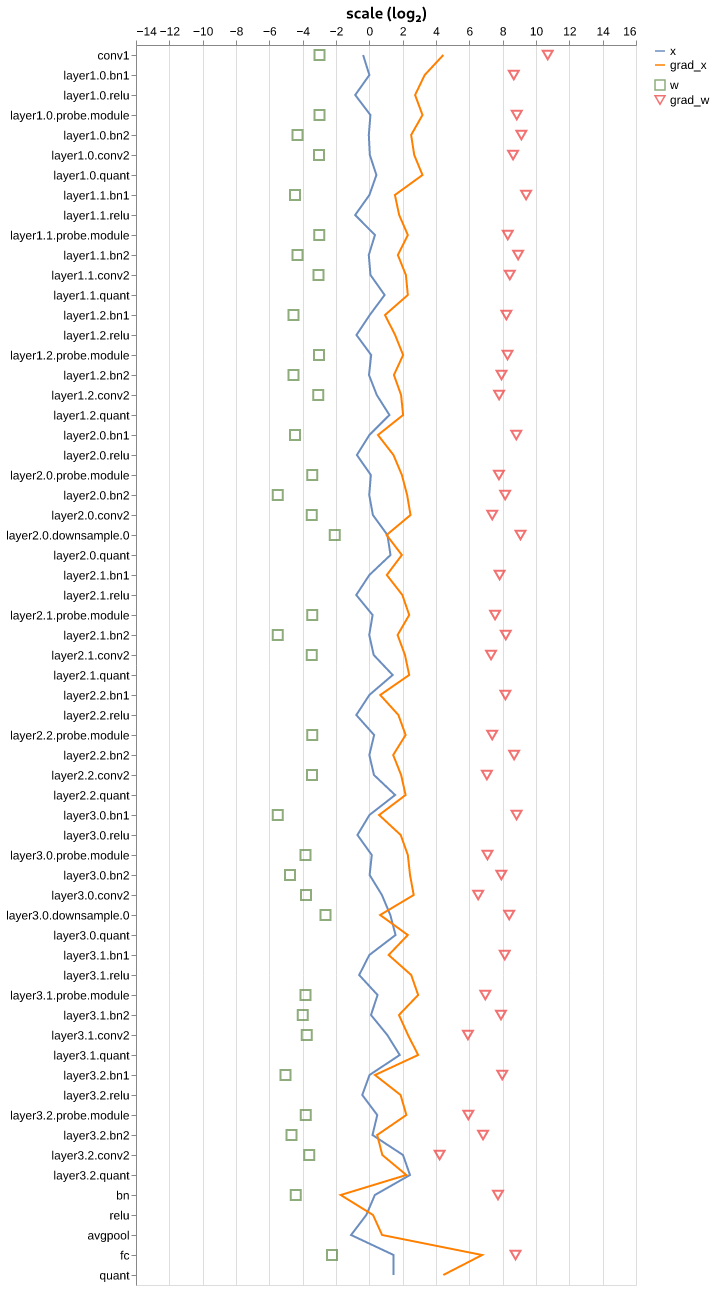 scale (log₂)
−14 −12 −10 −8 −6 −4 −2 0 2 4 6 8 10 12 14 16
x
grad_x
w
grad_w
conv1
layer1.0.bn1
layer1.0.relu
layer1.0.probe.module
layer1.0.bn2
layer1.0.conv2
layer1.0.quant
layer1.1.bn1
layer1.1.relu
layer1.1.probe.module
layer1.1.bn2
layer1.1.conv2
layer1.1.quant
layer1.2.bn1
layer1.2.relu
layer1.2.probe.module
layer1.2.bn2
layer1.2.conv2
layer1.2.quant
layer2.0.bn1
layer2.0.relu
layer2.0.probe.module
layer2.0.bn2
layer2.0.conv2
layer2.0.downsample.0
layer2.0.quant
layer2.1.bn1
layer2.1.relu
layer2.1.probe.module
layer2.1.bn2
layer2.1.conv2
layer2.1.quant
layer2.2.bn1
layer2.2.relu
layer2.2.probe.module
layer2.2.bn2
layer2.2.conv2
layer2.2.quant
layer3.0.bn1
layer3.0.relu
layer3.0.probe.module
layer3.0.bn2
layer3.0.conv2
layer3.0.downsample.0
layer3.0.quant
layer3.1.bn1
layer3.1.relu
layer3.1.probe.module
layer3.1.bn2
layer3.1.conv2
layer3.1.quant
layer3.2.bn1
layer3.2.relu
layer3.2.probe.module
layer3.2.bn2
layer3.2.conv2
layer3.2.quant
bn
relu
avgpool
fc
quant